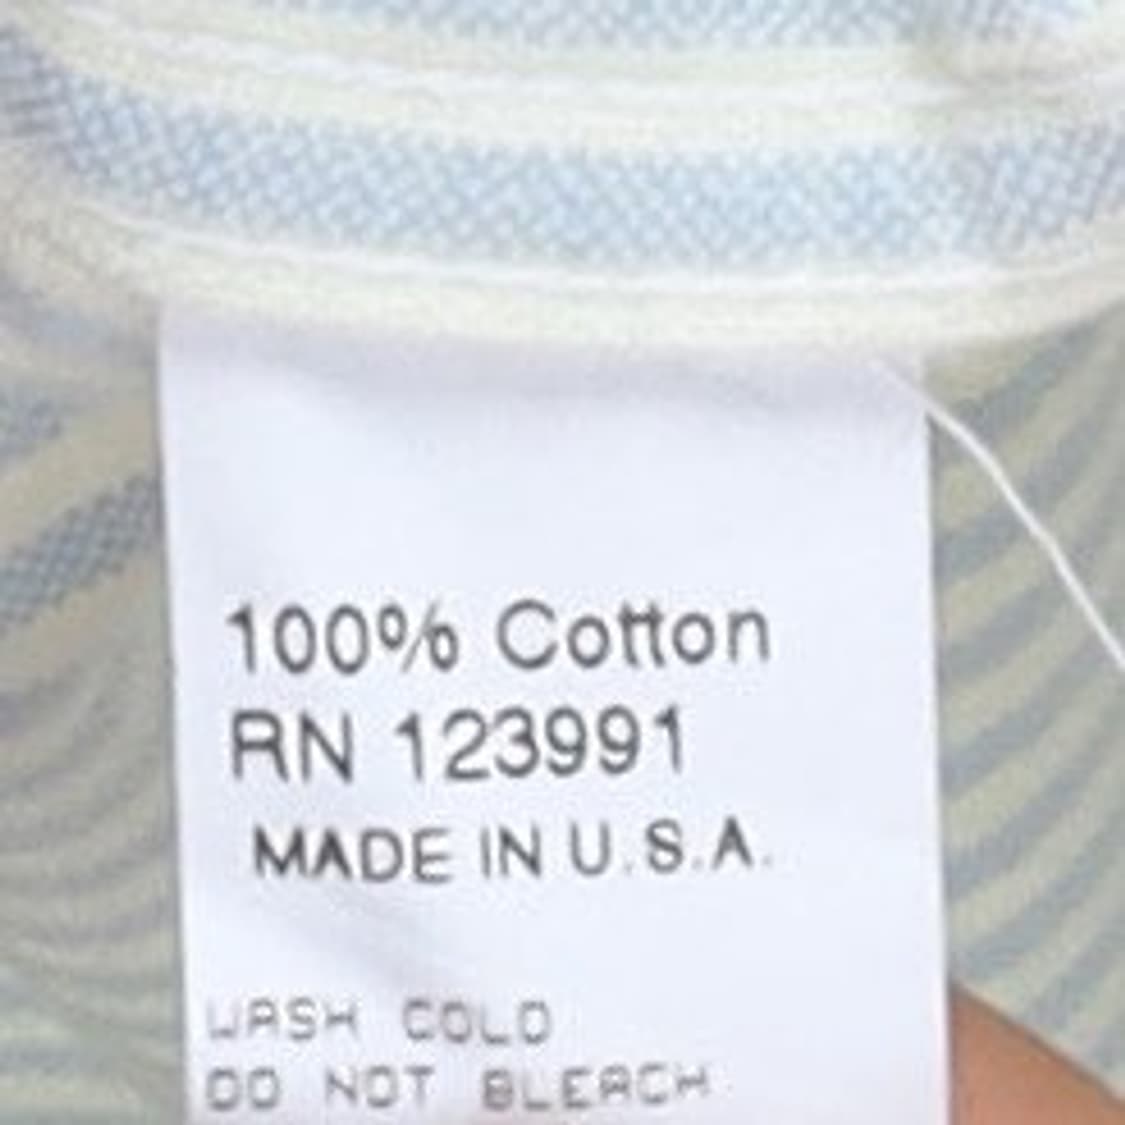 100% Cotton
RN 123991
MADE IN U.S.A.
WASH COLD
DO NOT BLEACH